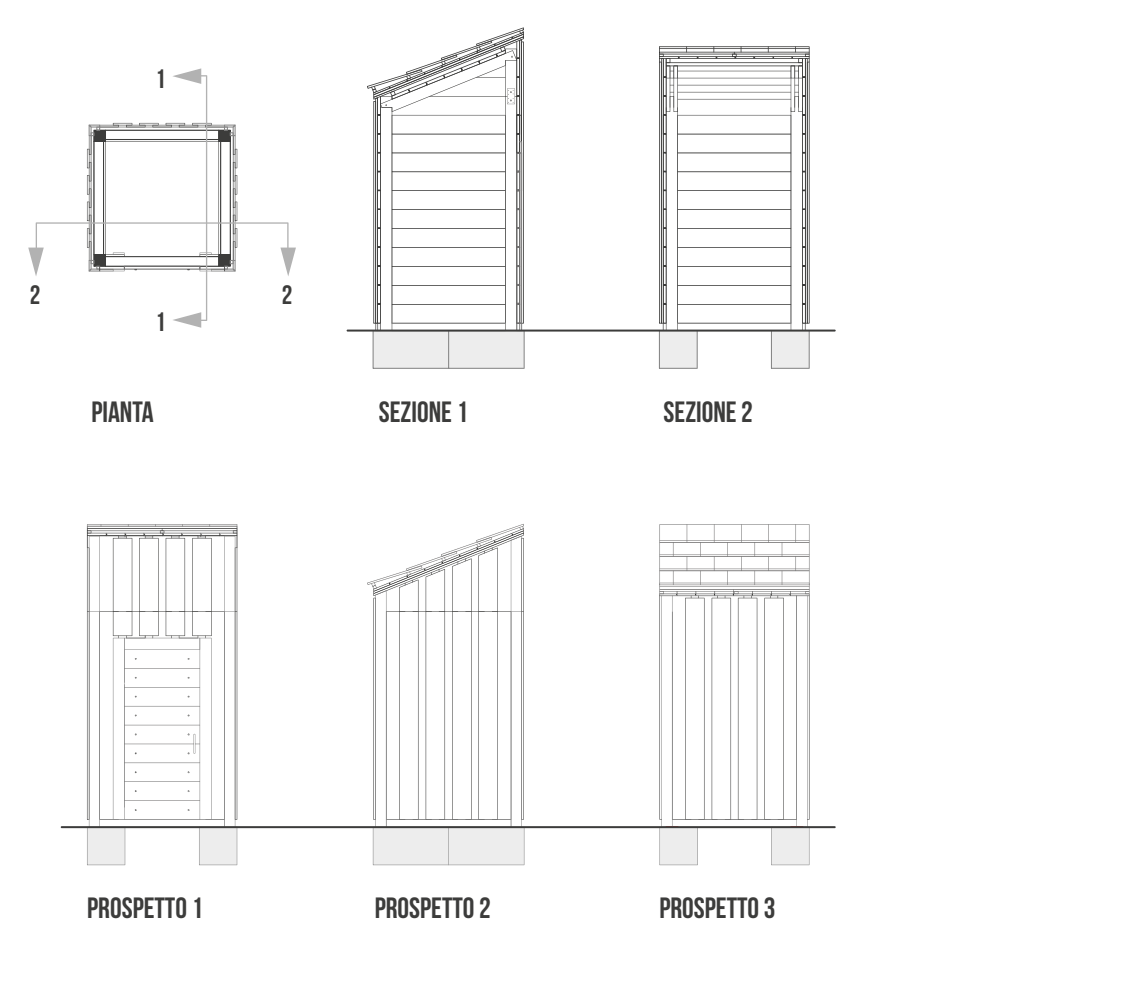 1
2
2
1
PIANTA
SEZIONE 1
SEZIONE 2
PROSPETTO 1
PROSPETTO 2
PROSPETTO 3